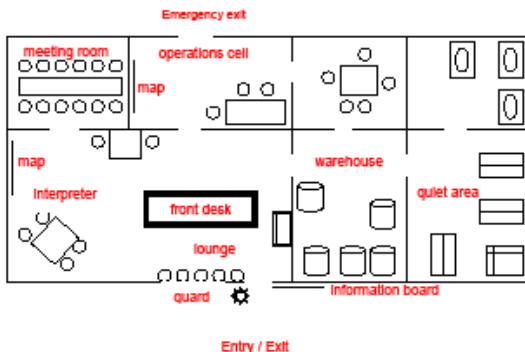 Emergency exit
meeting room
operations cell
map
map
warehouse
Interpreter
quiet area
front desk
lounge
guard
Information board
Entry / Exit